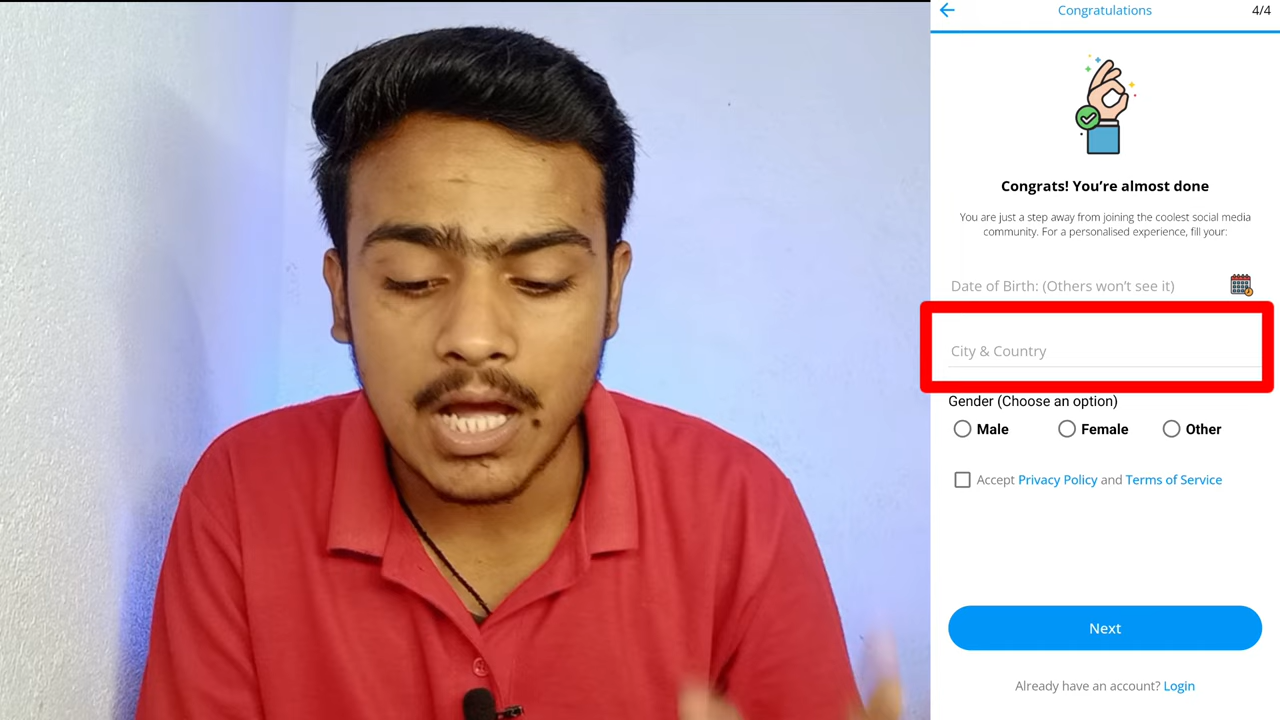 Congratulations
4/4
Congrats! You’re almost done
You are just a step away from joining the coolest social media
community. For a personalised experience, fill your:
Date of Birth: (Others won’t see it)
City & Country
Gender (Choose an option)
Male Female Other
Accept Privacy Policy and Terms of Service
Next
Already have an account? Login